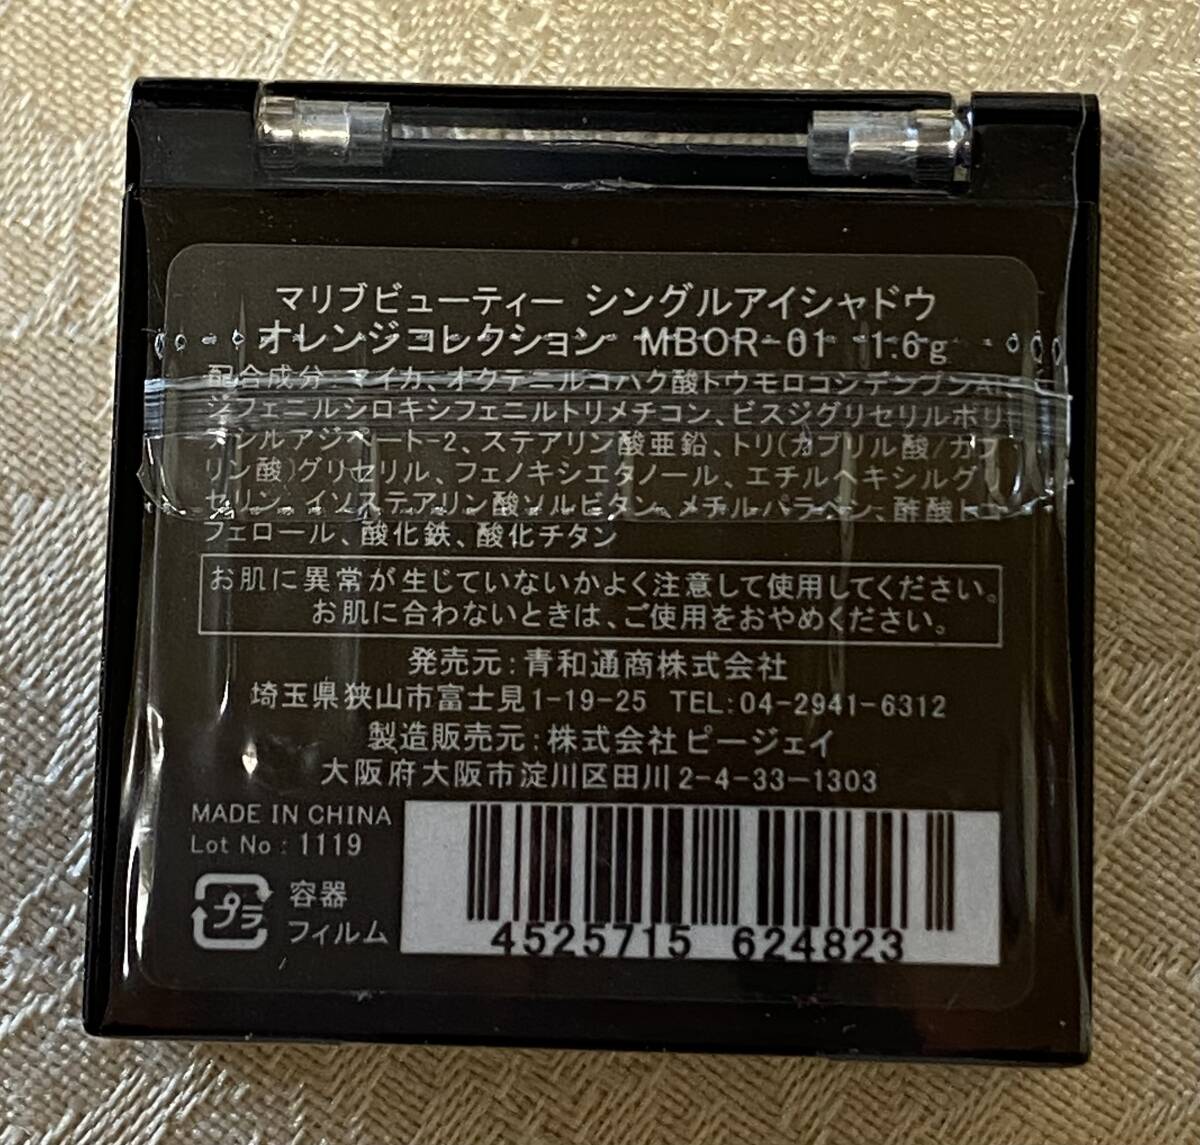 マリブビューティー シングルアイシャドウ
オレンジコレクション MBOR-01 1.6g
配合成分：マイカ、オクテニルコハク酸トウモロコシデンプンAl、
ジフェニルシロキシフェニルトリメチコン、ビスジグリセリルポリ
アシルアジペート-2、ステアリン酸亜鉛、トリ(カプリル酸/カプ
リン酸)グリセリル、フェノキシエタノール、エチルヘキシルグリ
セリン、イソステアリン酸ソルビタン、メチルパラベン、酢酸トコ
フェロール、酸化鉄、酸化チタン
お肌に異常が生じていないかよく注意して使用してください。
お肌に合わないときは、ご使用をおやめください。
発売元：青和通商株式会社
埼玉県狭山市富士見1-19-25 TEL:04-2941-6312
製造販売元：株式会社ピージェイ
大阪府大阪市淀川区田川2-4-33-1303
MADE IN CHINA
Lot No：1119
プラ
容器
フィルム
4525715 624823